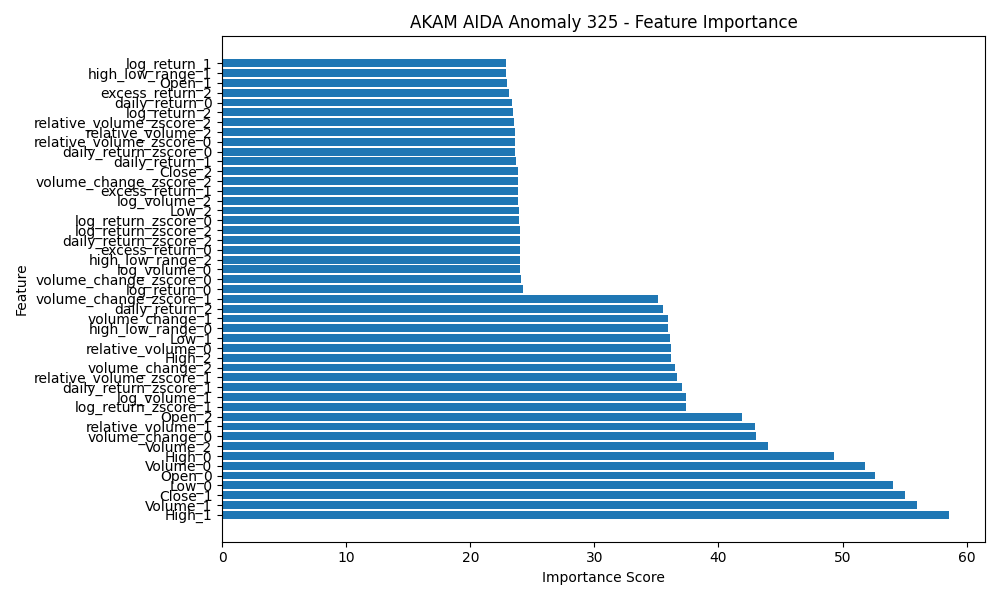 AKAM AIDA Anomaly 325 - Feature Importance
log_return_1
high_low_range_1
Open_1
excess_return_2
daily_return_0
log_return_2
relative_volume_zscore_2
relative_volume_2
relative_volume_zscore_0
daily_return_zscore_0
daily_return_1
Close_2
volume_change_zscore_2
excess_return_1
log_volume_2
Low_2
log_return_zscore_0
log_return_zscore_2
daily_return_zscore_2
excess_return_0
high_low_range_2
log_volume_0
volume_change_zscore_0
log_return_0
volume_change_zscore_1
daily_return_2
volume_change_1
high_low_range_0
Low_1
relative_volume_0
High_2
volume_change_2
relative_volume_zscore_1
daily_return_zscore_1
log_volume_1
log_return_zscore_1
Open_2
relative_volume_1
volume_change_0
Volume_2
High_0
Volume_0
Open_0
Low_0
Close_1
Volume_1
High_1
Feature
0 10 20 30 40 50 60
Importance Score